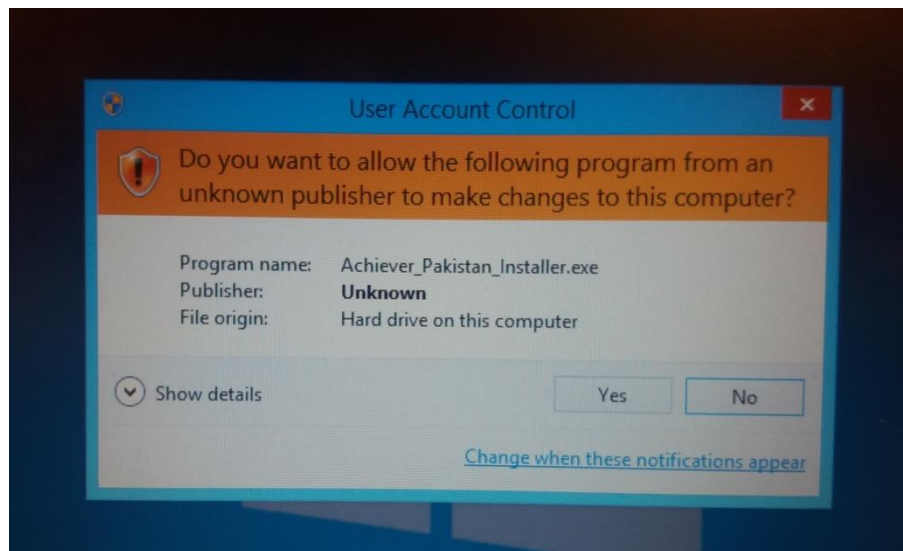 User Account Control
Do you want to allow the following program from an
unknown publisher to make changes to this computer?
Program name: Achiever_Pakistan_Installer.exe
Publisher: Unknown
File origin: Hard drive on this computer
Show details
Yes No
Change when these notifications appear